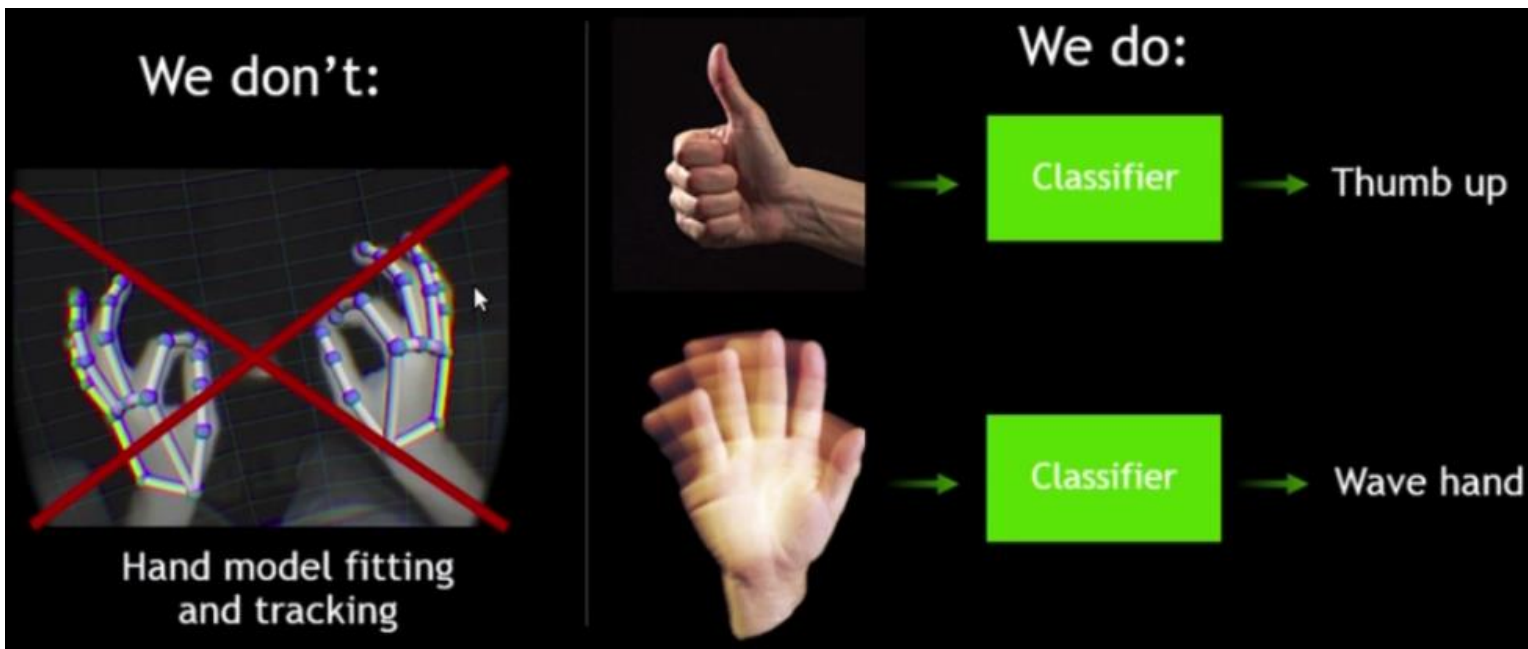 We don't:
Hand model fitting
and tracking
We do:
Classifier
Thumb up
Classifier
Wave hand